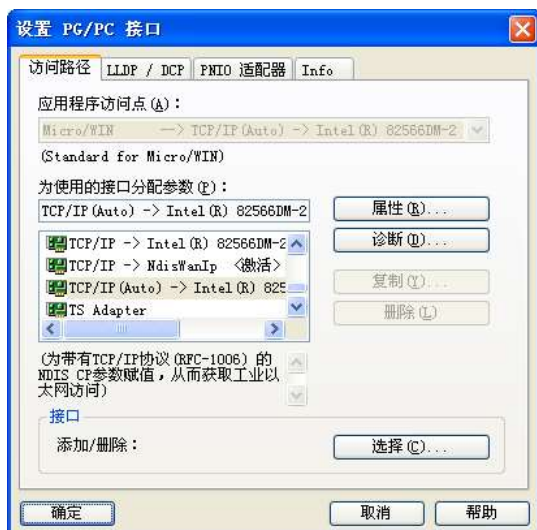 设置 PG/PC 接口
访问路径 LLDP / DCP PNIO 适配器 Info
应用程序访问点(A):
Micro/WIN —> TCP/IP(Auto) -> Intel(R) 82566DM-2
(Standard for Micro/WIN)
为使用的接口分配参数(P):
TCP/IP(Auto) -> Intel(R) 82566DM-2
属性(R)...
TCP/IP -> Intel(R) 82566DM-2
诊断(D)...
TCP/IP -> NdisWanIp <激活>
TCP/IP(Auto) -> Intel(R) 825
复制(Y)...
TS Adapter
删除(L)
(为带有TCP/IP协议(RFC-1006) 的
NDIS CP参数赋值，从而获取工业以
太网访问)
接口
添加/删除:
选择(C)...
确定 取消 帮助